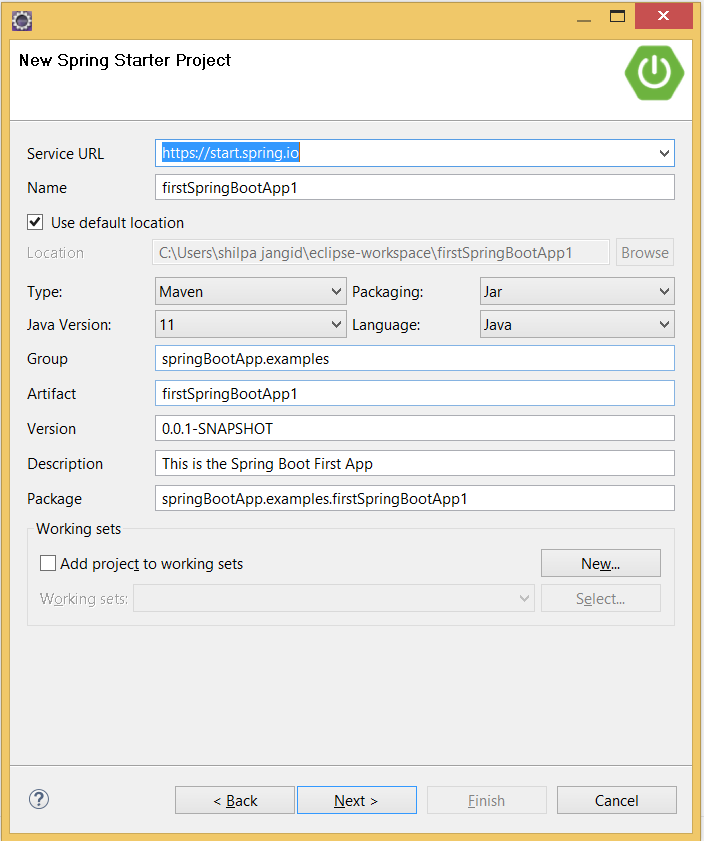 New Spring Starter Project
Service URL https://start.spring.io
Name firstSpringBootApp1
Use default location
Location C:\Users\shilpa jangid\eclipse-workspace\firstSpringBootApp1 Browse
Type: Maven Packaging: Jar
Java Version: 11 Language: Java
Group springBootApp.examples
Artifact firstSpringBootApp1
Version 0.0.1-SNAPSHOT
Description This is the Spring Boot First App
Package springBootApp.examples.firstSpringBootApp1
Working sets
Add project to working sets New...
Working sets: Select...
? < Back Next > Finish Cancel